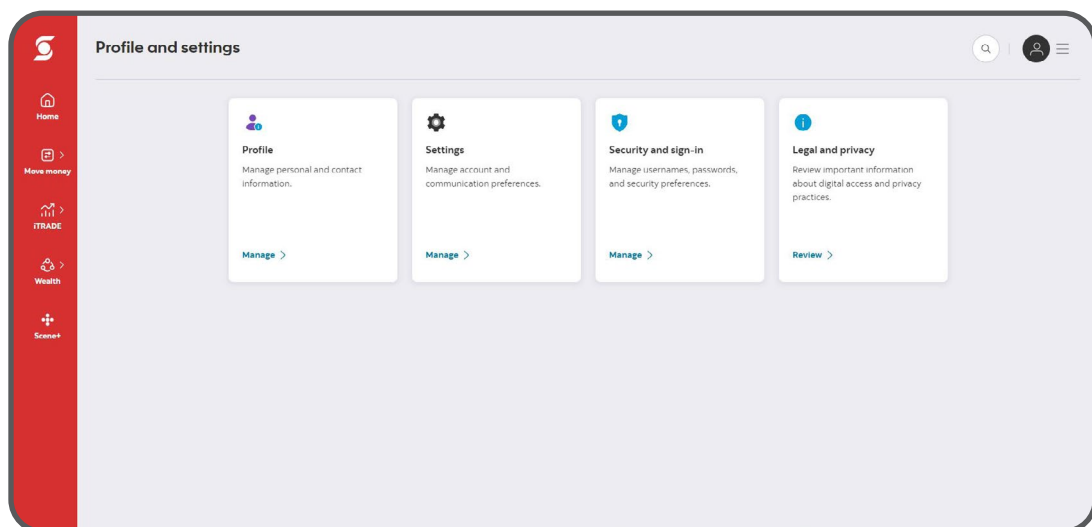 Profile and settings
Home
Move money
iTRADE
Wealth
Scene+
Profile
Manage personal and contact
information.
Manage
Settings
Manage account and
communication preferences.
Manage
Security and sign-in
Manage usernames, passwords,
and security preferences.
Manage
Legal and privacy
Review important information
about digital access and privacy
practices.
Review